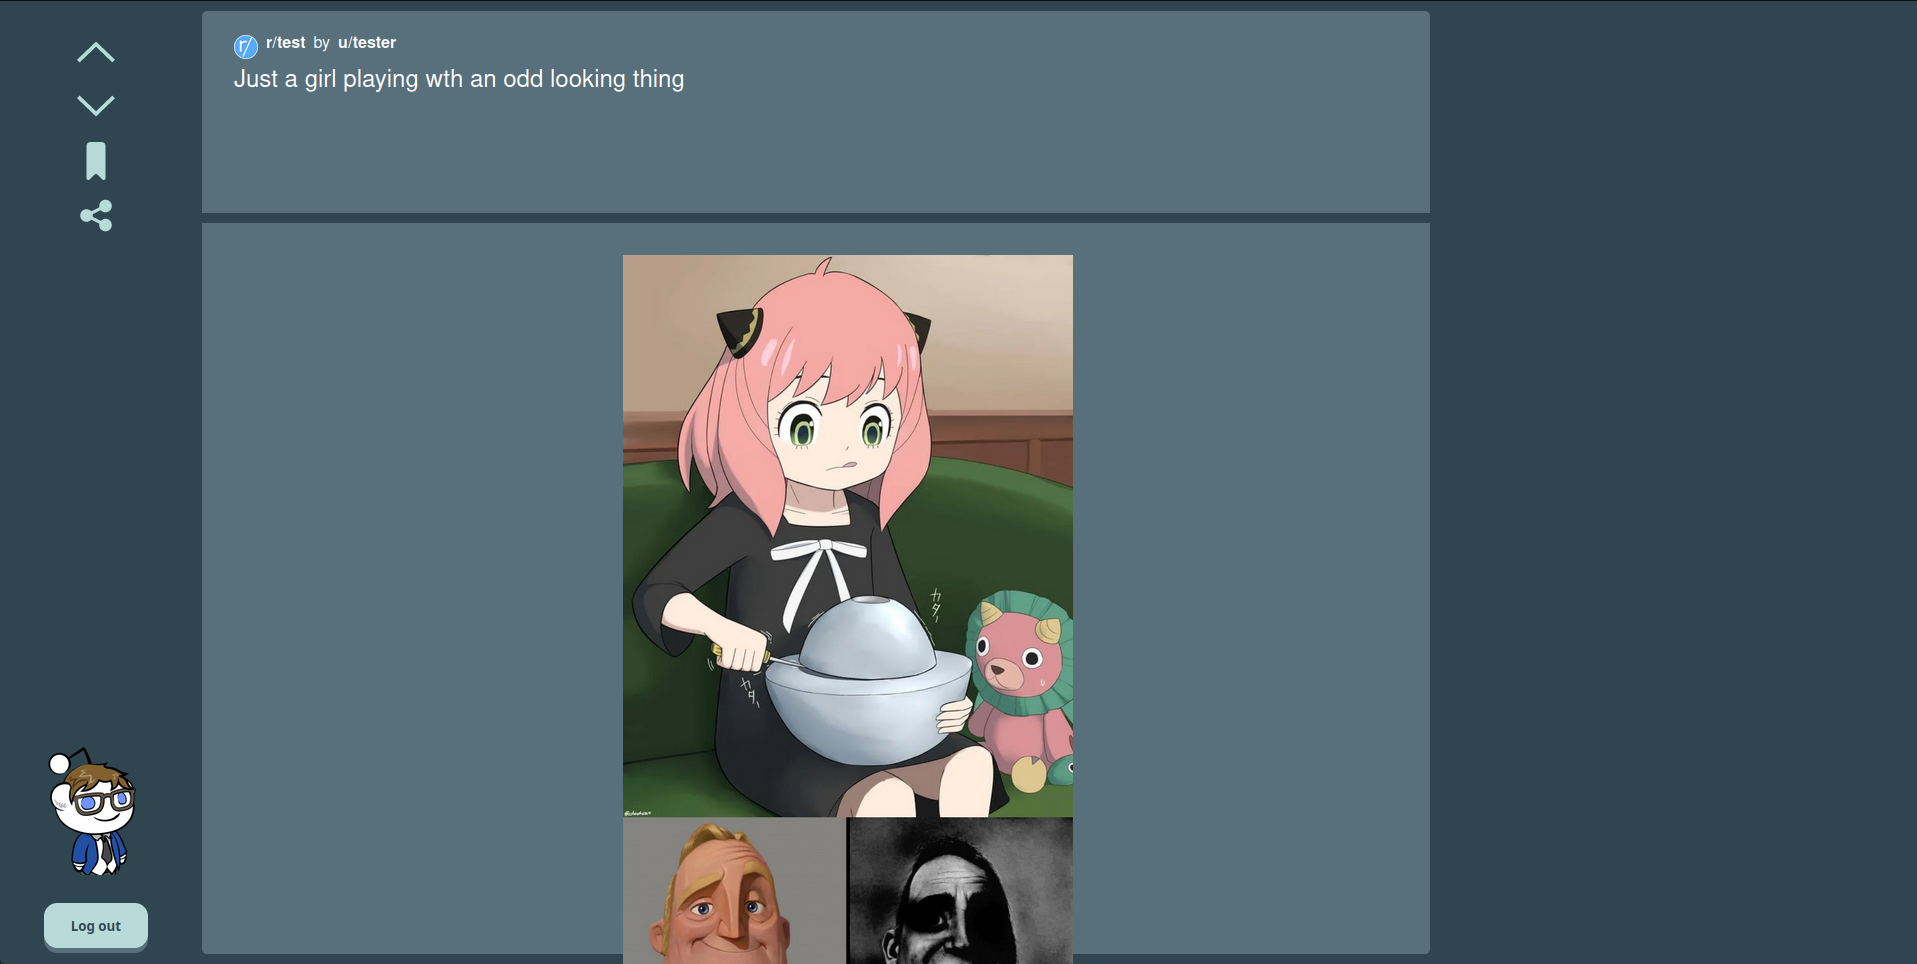 r/
r/test by u/tester
Just a girl playing wth an odd looking thing
カタ
カタ
Log out